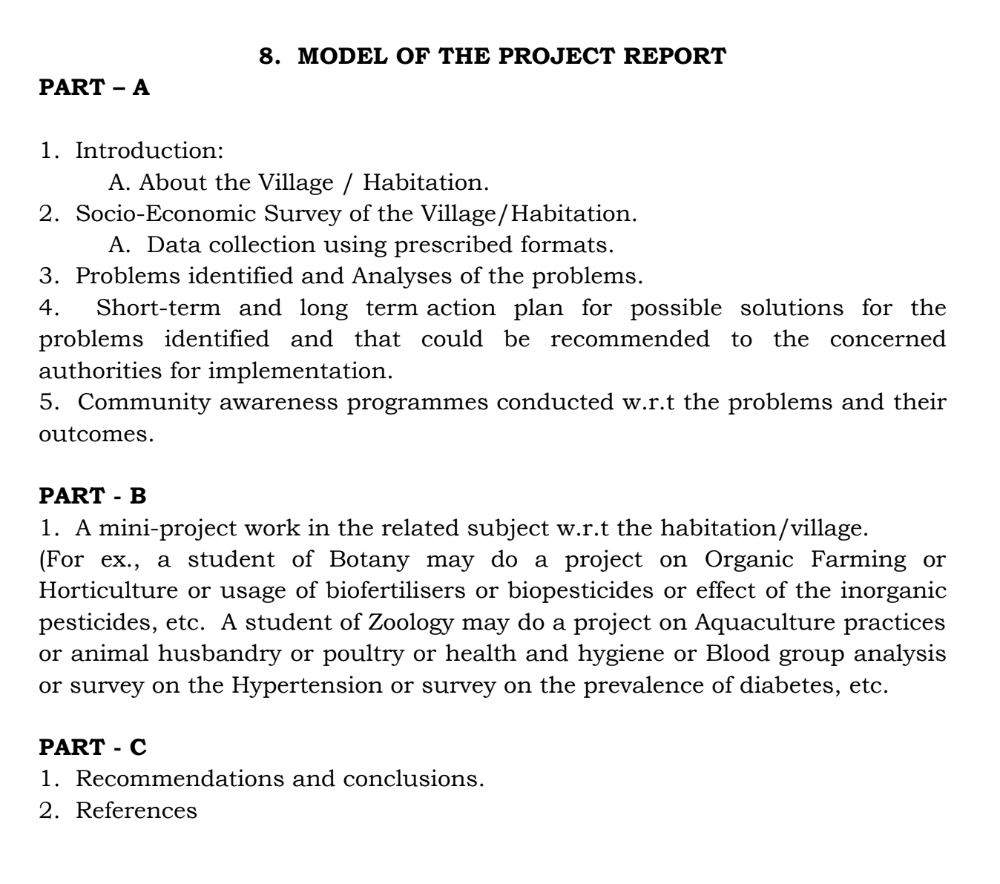 8. MODEL OF THE PROJECT REPORT
PART – A
1. Introduction:
A. About the Village / Habitation.
2. Socio-Economic Survey of the Village/Habitation.
A. Data collection using prescribed formats.
3. Problems identified and Analyses of the problems.
4. Short-term and long term action plan for possible solutions for the
problems identified and that could be recommended to the concerned
authorities for implementation.
5. Community awareness programmes conducted w.r.t the problems and their
outcomes.
PART - B
1. A mini-project work in the related subject w.r.t the habitation/village.
(For ex., a student of Botany may do a project on Organic Farming or
Horticulture or usage of biofertilisers or biopesticides or effect of the inorganic
pesticides, etc. A student of Zoology may do a project on Aquaculture practices
or animal husbandry or poultry or health and hygiene or Blood group analysis
or survey on the Hypertension or survey on the prevalence of diabetes, etc.
PART - C
1. Recommendations and conclusions.
2. References